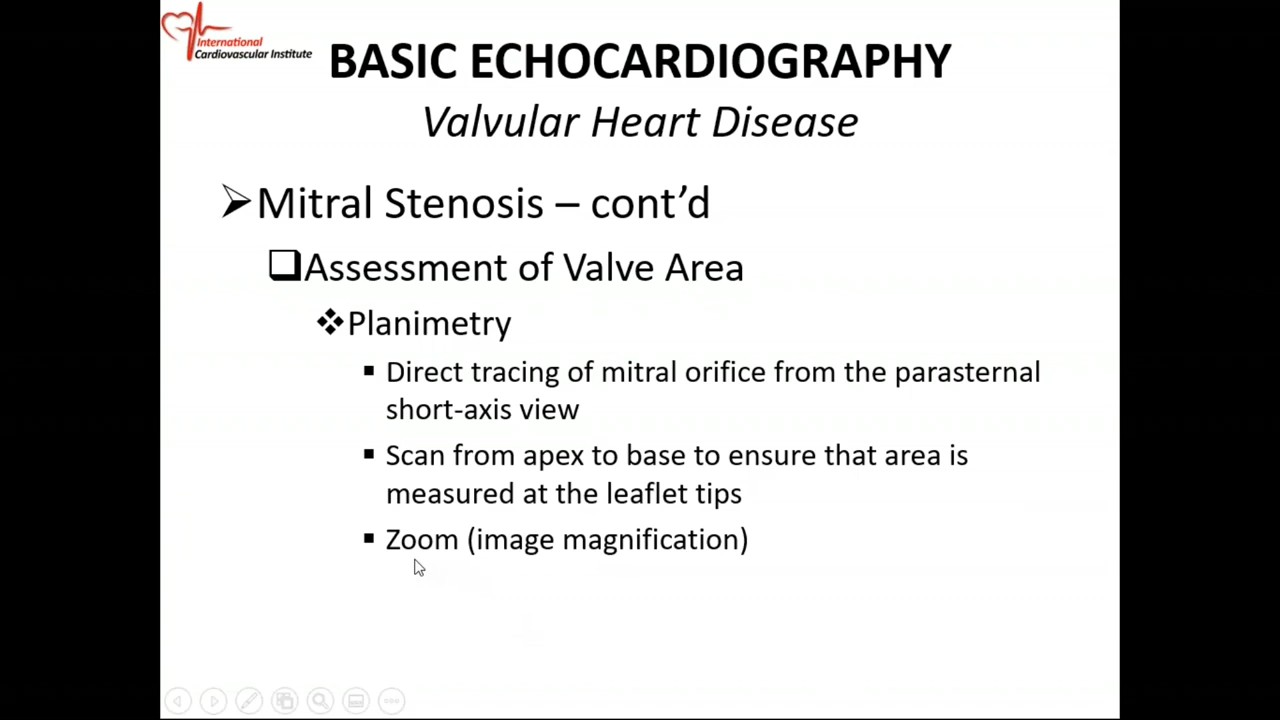 International
Cardiovascular Institute
BASIC ECHOCARDIOGRAPHY
Valvular Heart Disease
Mitral Stenosis – cont’d
Assessment of Valve Area
Planimetry
Direct tracing of mitral orifice from the parasternal
short-axis view
Scan from apex to base to ensure that area is
measured at the leaflet tips
Zoom (image magnification)